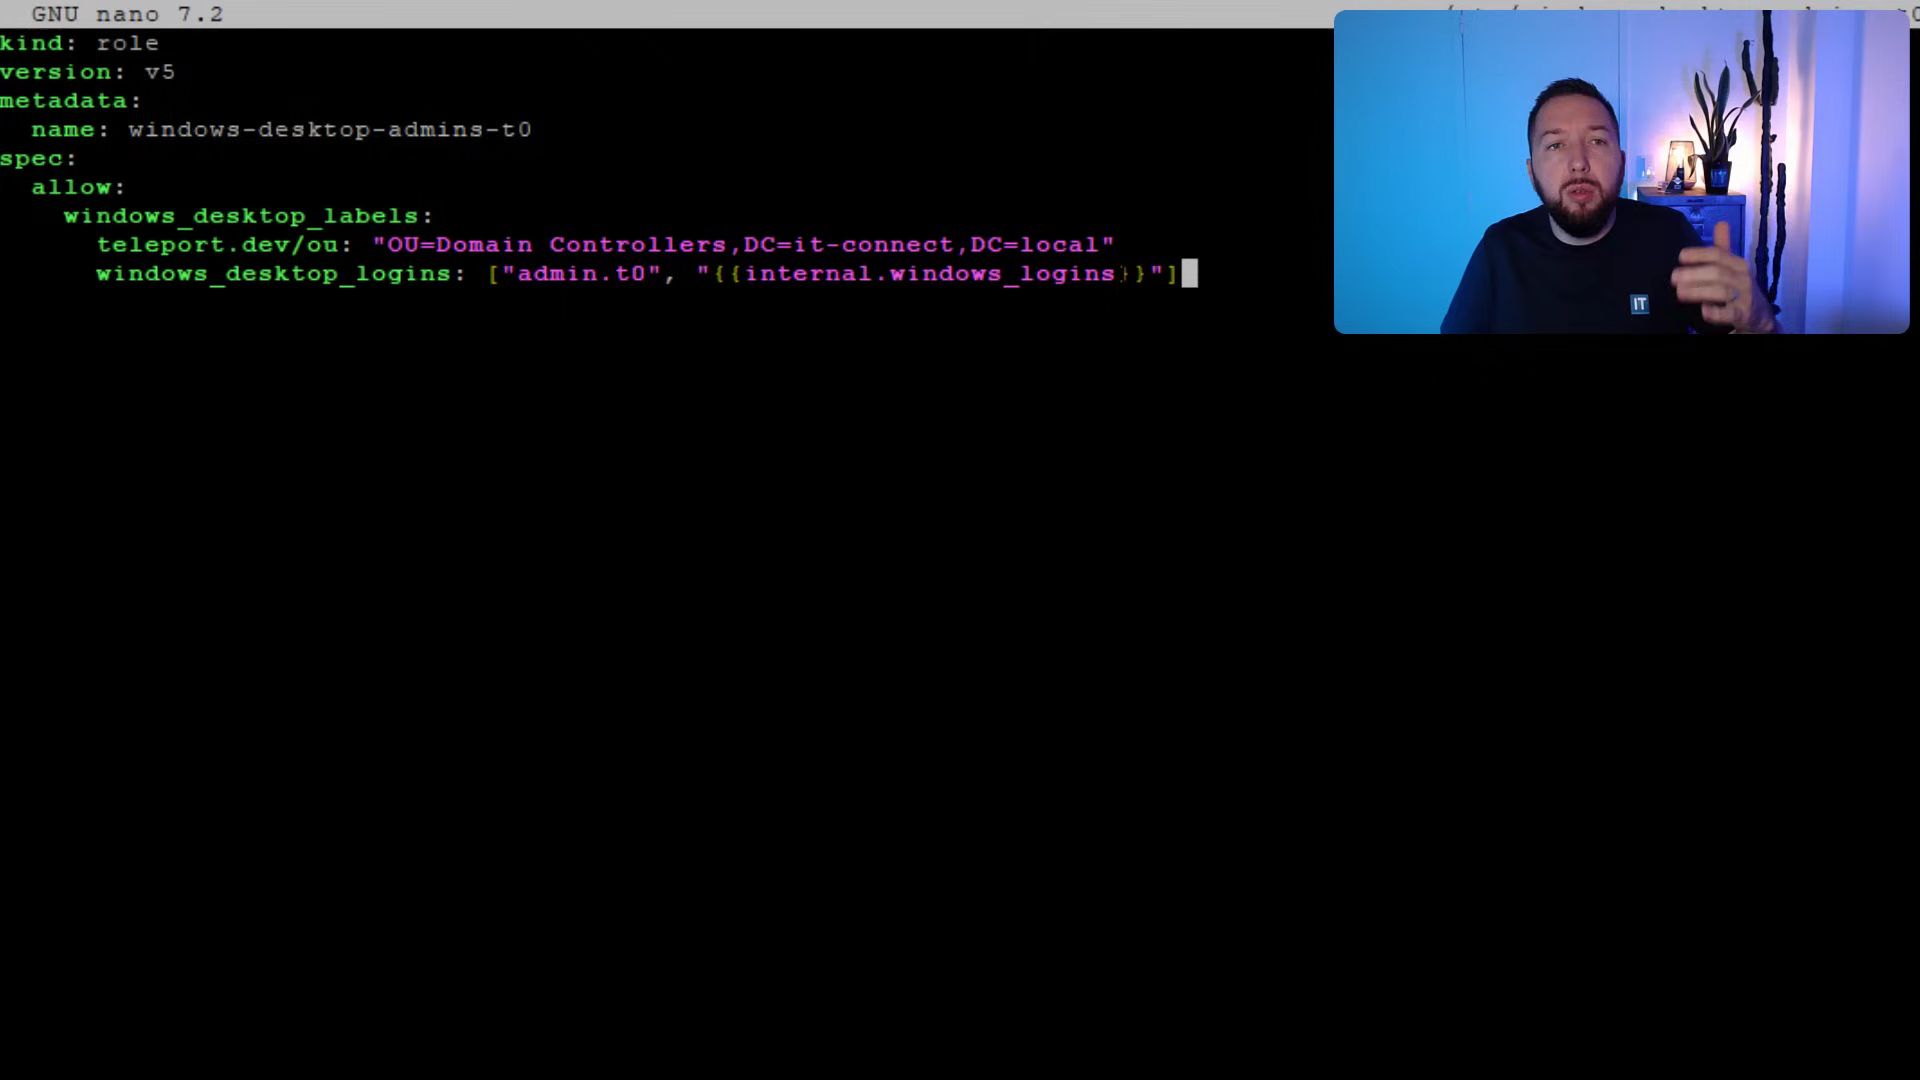 GNU nano 7.2
kind: role
version: v5
metadata:
  name: windows-desktop-admins-t0
spec:
  allow:
    windows_desktop_labels:
      teleport.dev/ou: "OU=Domain Controllers,DC=it-connect,DC=local"
      windows_desktop_logins: ["admin.t0", "{{internal.windows_logins}}"]
IT